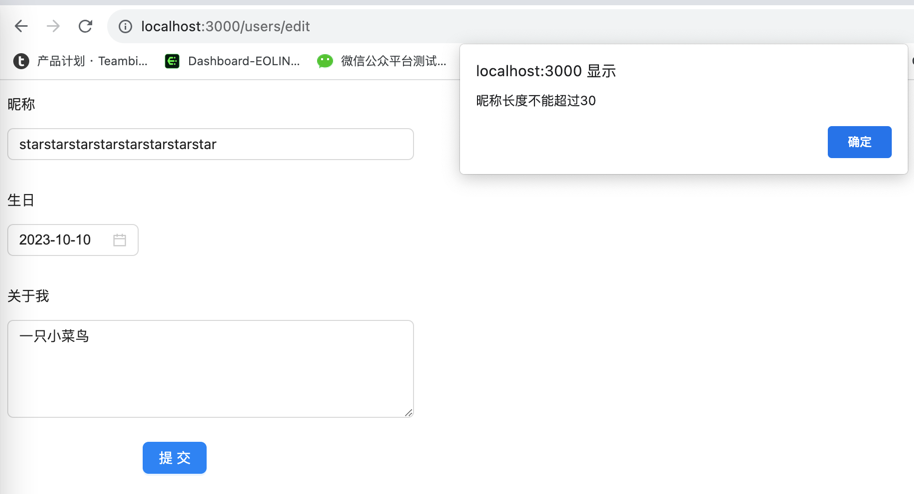 localhost:3000/users/edit
产品计划 · Teambi... Dashboard-EOLIN... 微信公众平台测试...
localhost:3000 显示
昵称长度不能超过30
确定
昵称
starstarstarstarstarstarstarstar
生日
2023-10-10
关于我
一只小菜鸟
提 交